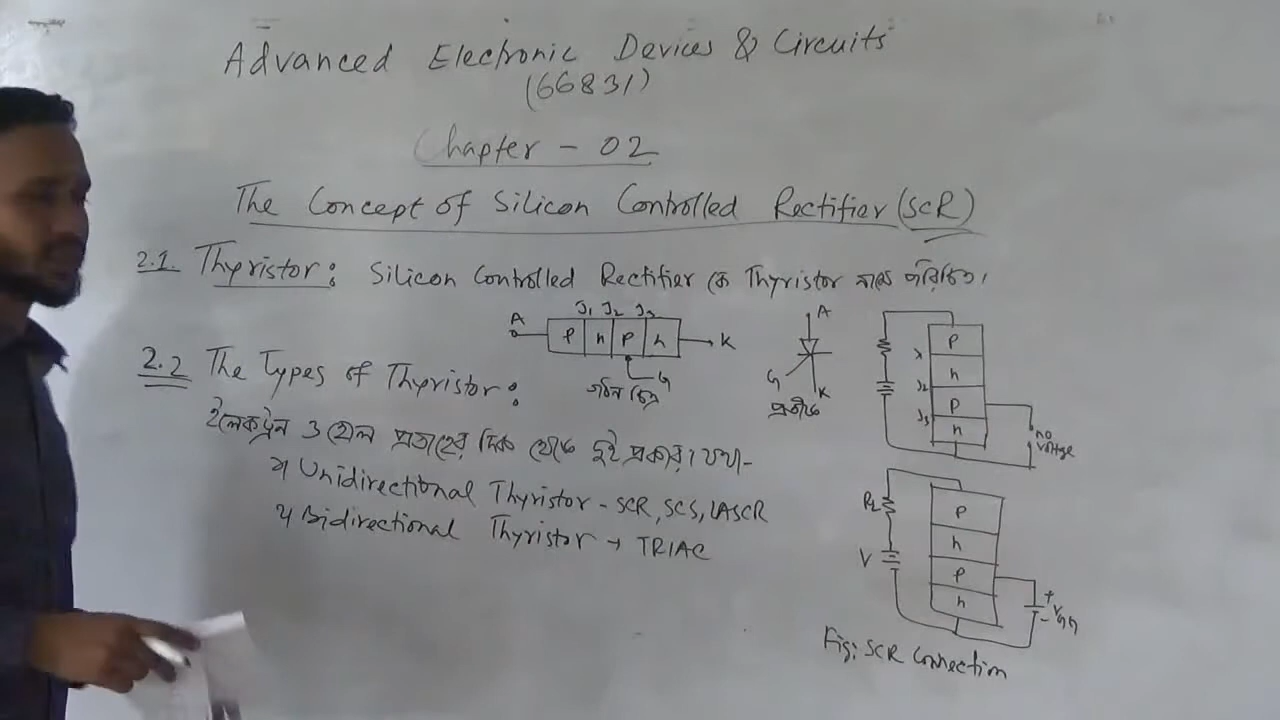 Advanced Electronic Devices & Circuits
(66831)
Chapter - 02
The Concept of Silicon Controlled Rectifier (SCR)
2.1. Thyristor: Silicon Controlled Rectifier কে Thyristor নামে পরিচিত।
A J1 J2 J3
p n p n K
G
গঠন চিত্র
A
G K
প্রতীক
2.2 The Types of Thyristor:
ইলেকট্রন ও হোল প্রবাহের দিক থেকে দুই প্রকার। যথা-
Unidirectional Thyristor - SCR, SCS, LASCR
Bidirectional Thyristor → TRIAC
p
n
J2 p
J3 n
no voltage
RL p
n
V p
n
+ - VGG
Fig: SCR Connection